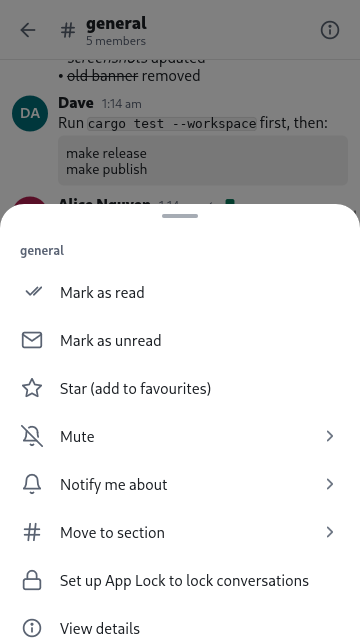 # general
5 members
screenshots updated
• old banner removed
DA
Dave 1:14 am
Run cargo test --workspace first, then:
make release
make publish
Alice Nguyen
general
Mark as read
Mark as unread
Star (add to favourites)
Mute
Notify me about
Move to section
Set up App Lock to lock conversations
View details